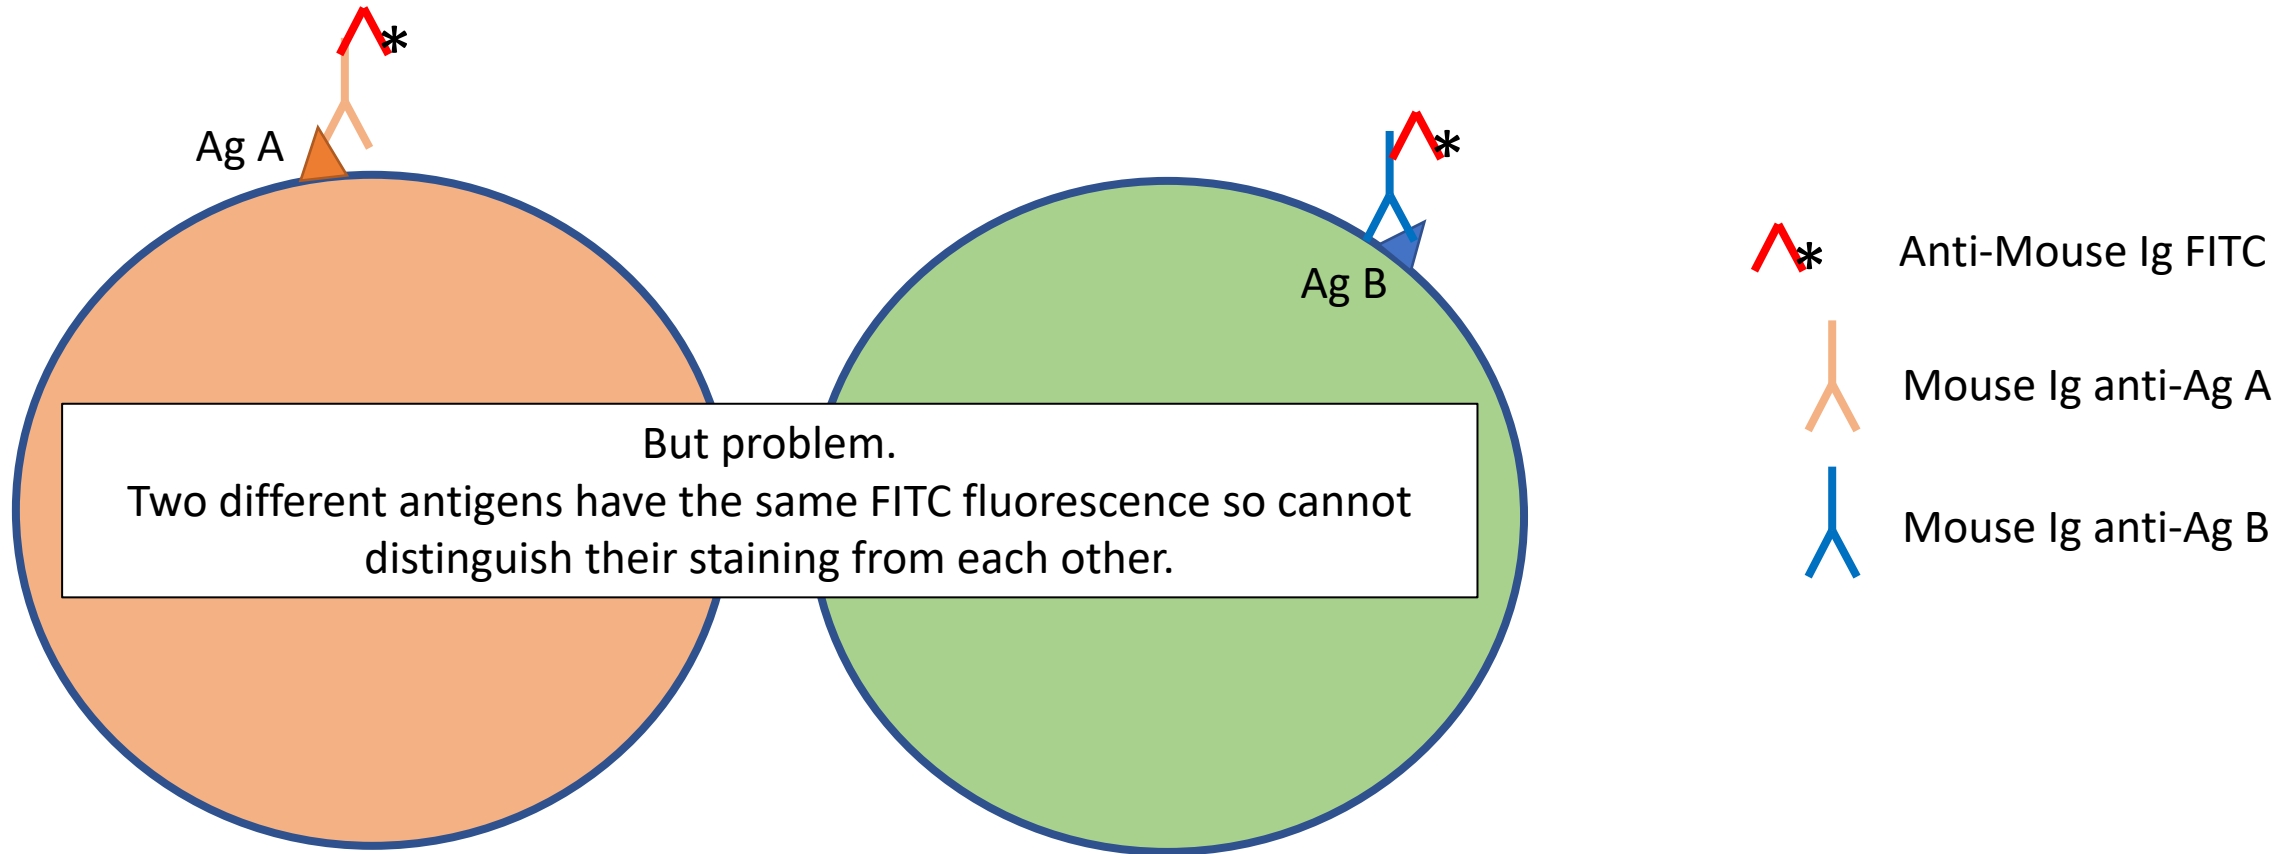 *
Ag A
*
Ag B
*
Anti-Mouse Ig FITC
Mouse Ig anti-Ag A
But problem.
Two different antigens have the same FITC fluorescence so cannot
distinguish their staining from each other.
Mouse Ig anti-Ag B